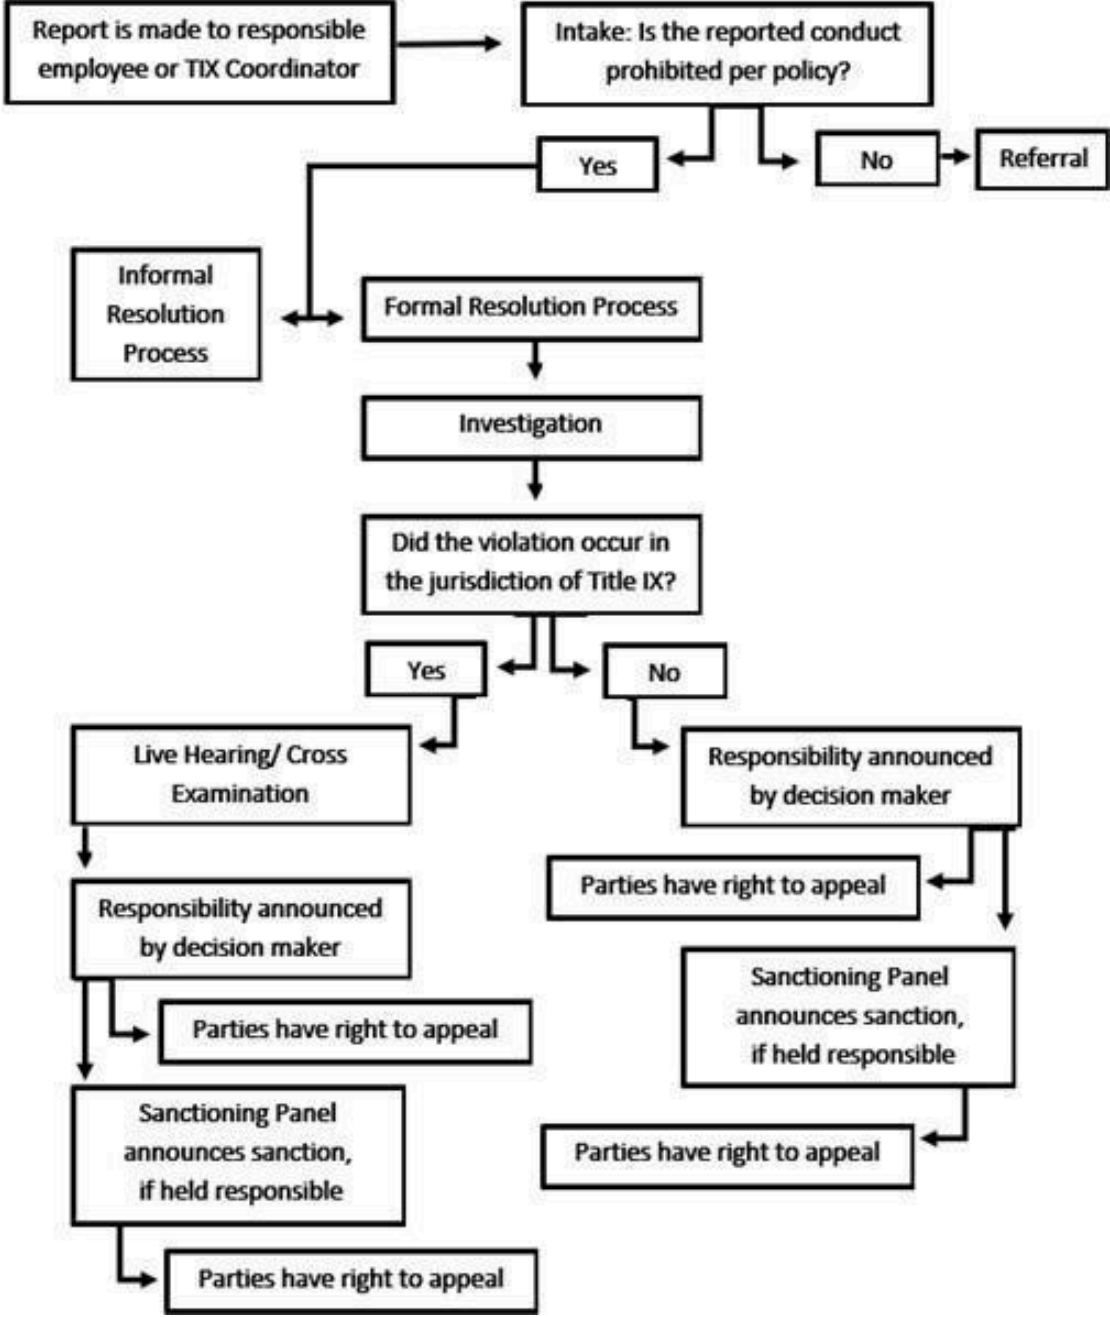 Report is made to responsible
employee or TIX Coordinator
Intake: Is the reported conduct
prohibited per policy?
Yes
No
Referral
Informal
Resolution
Process
Formal Resolution Process
Investigation
Did the violation occur in
the jurisdiction of Title IX?
Yes
No
Live Hearing/ Cross
Examination
Responsibility announced
by decision maker
Parties have right to appeal
Responsibility announced
by decision maker
Sanctioning Panel
announces sanction,
if held responsible
Parties have right to appeal
Sanctioning Panel
announces sanction,
if held responsible
Parties have right to appeal
Parties have right to appeal